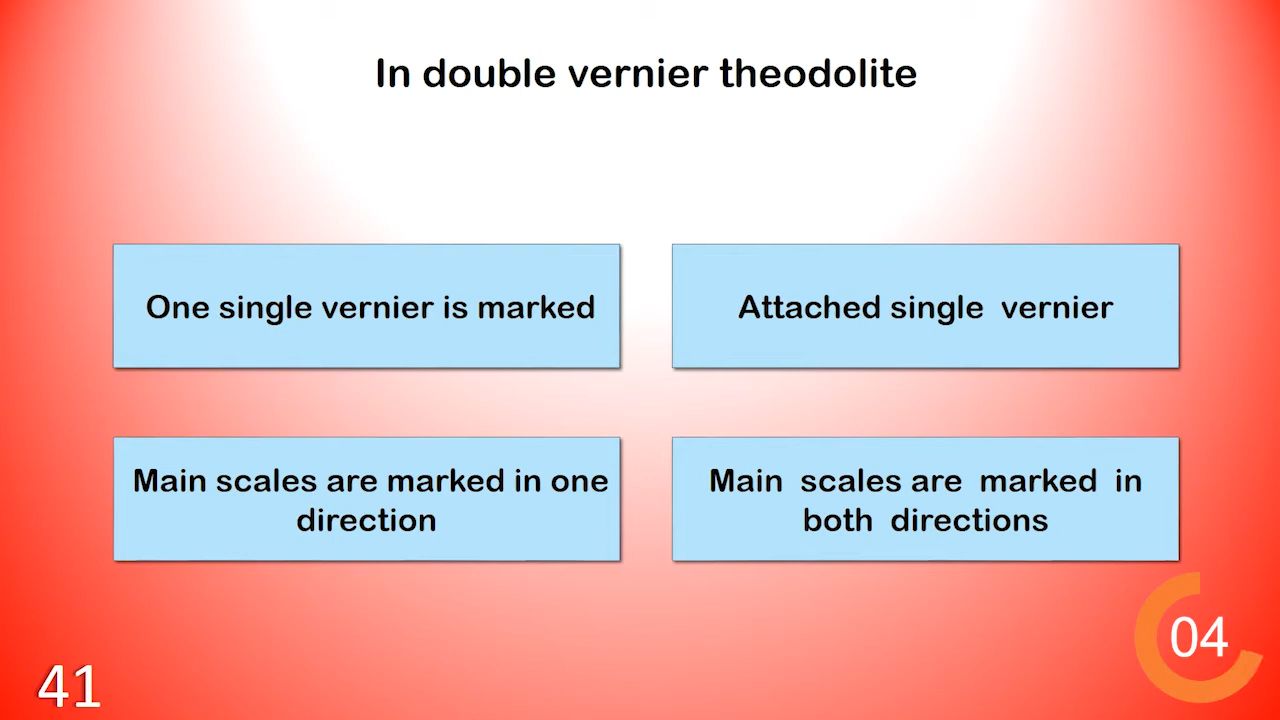 In double vernier theodolite
One single vernier is marked
Attached single vernier
Main scales are marked in one
direction
Main scales are marked in
both directions
04
41